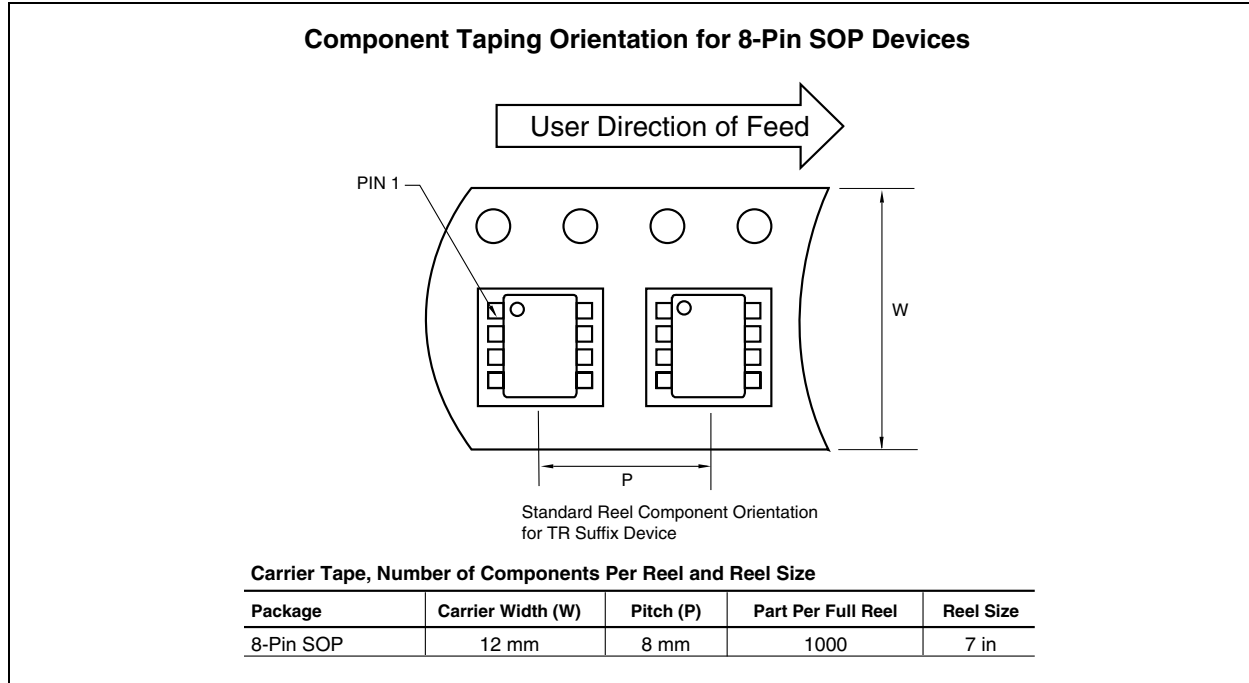 Component Taping Orientation for 8-Pin SOP Devices
User Direction of Feed
PIN 1
W
P
Standard Reel Component Orientation
for TR Suffix Device
Carrier Tape, Number of Components Per Reel and Reel Size
Package Carrier Width (W) Pitch (P) Part Per Full Reel Reel Size
8-Pin SOP 12 mm 8 mm 1000 7 in